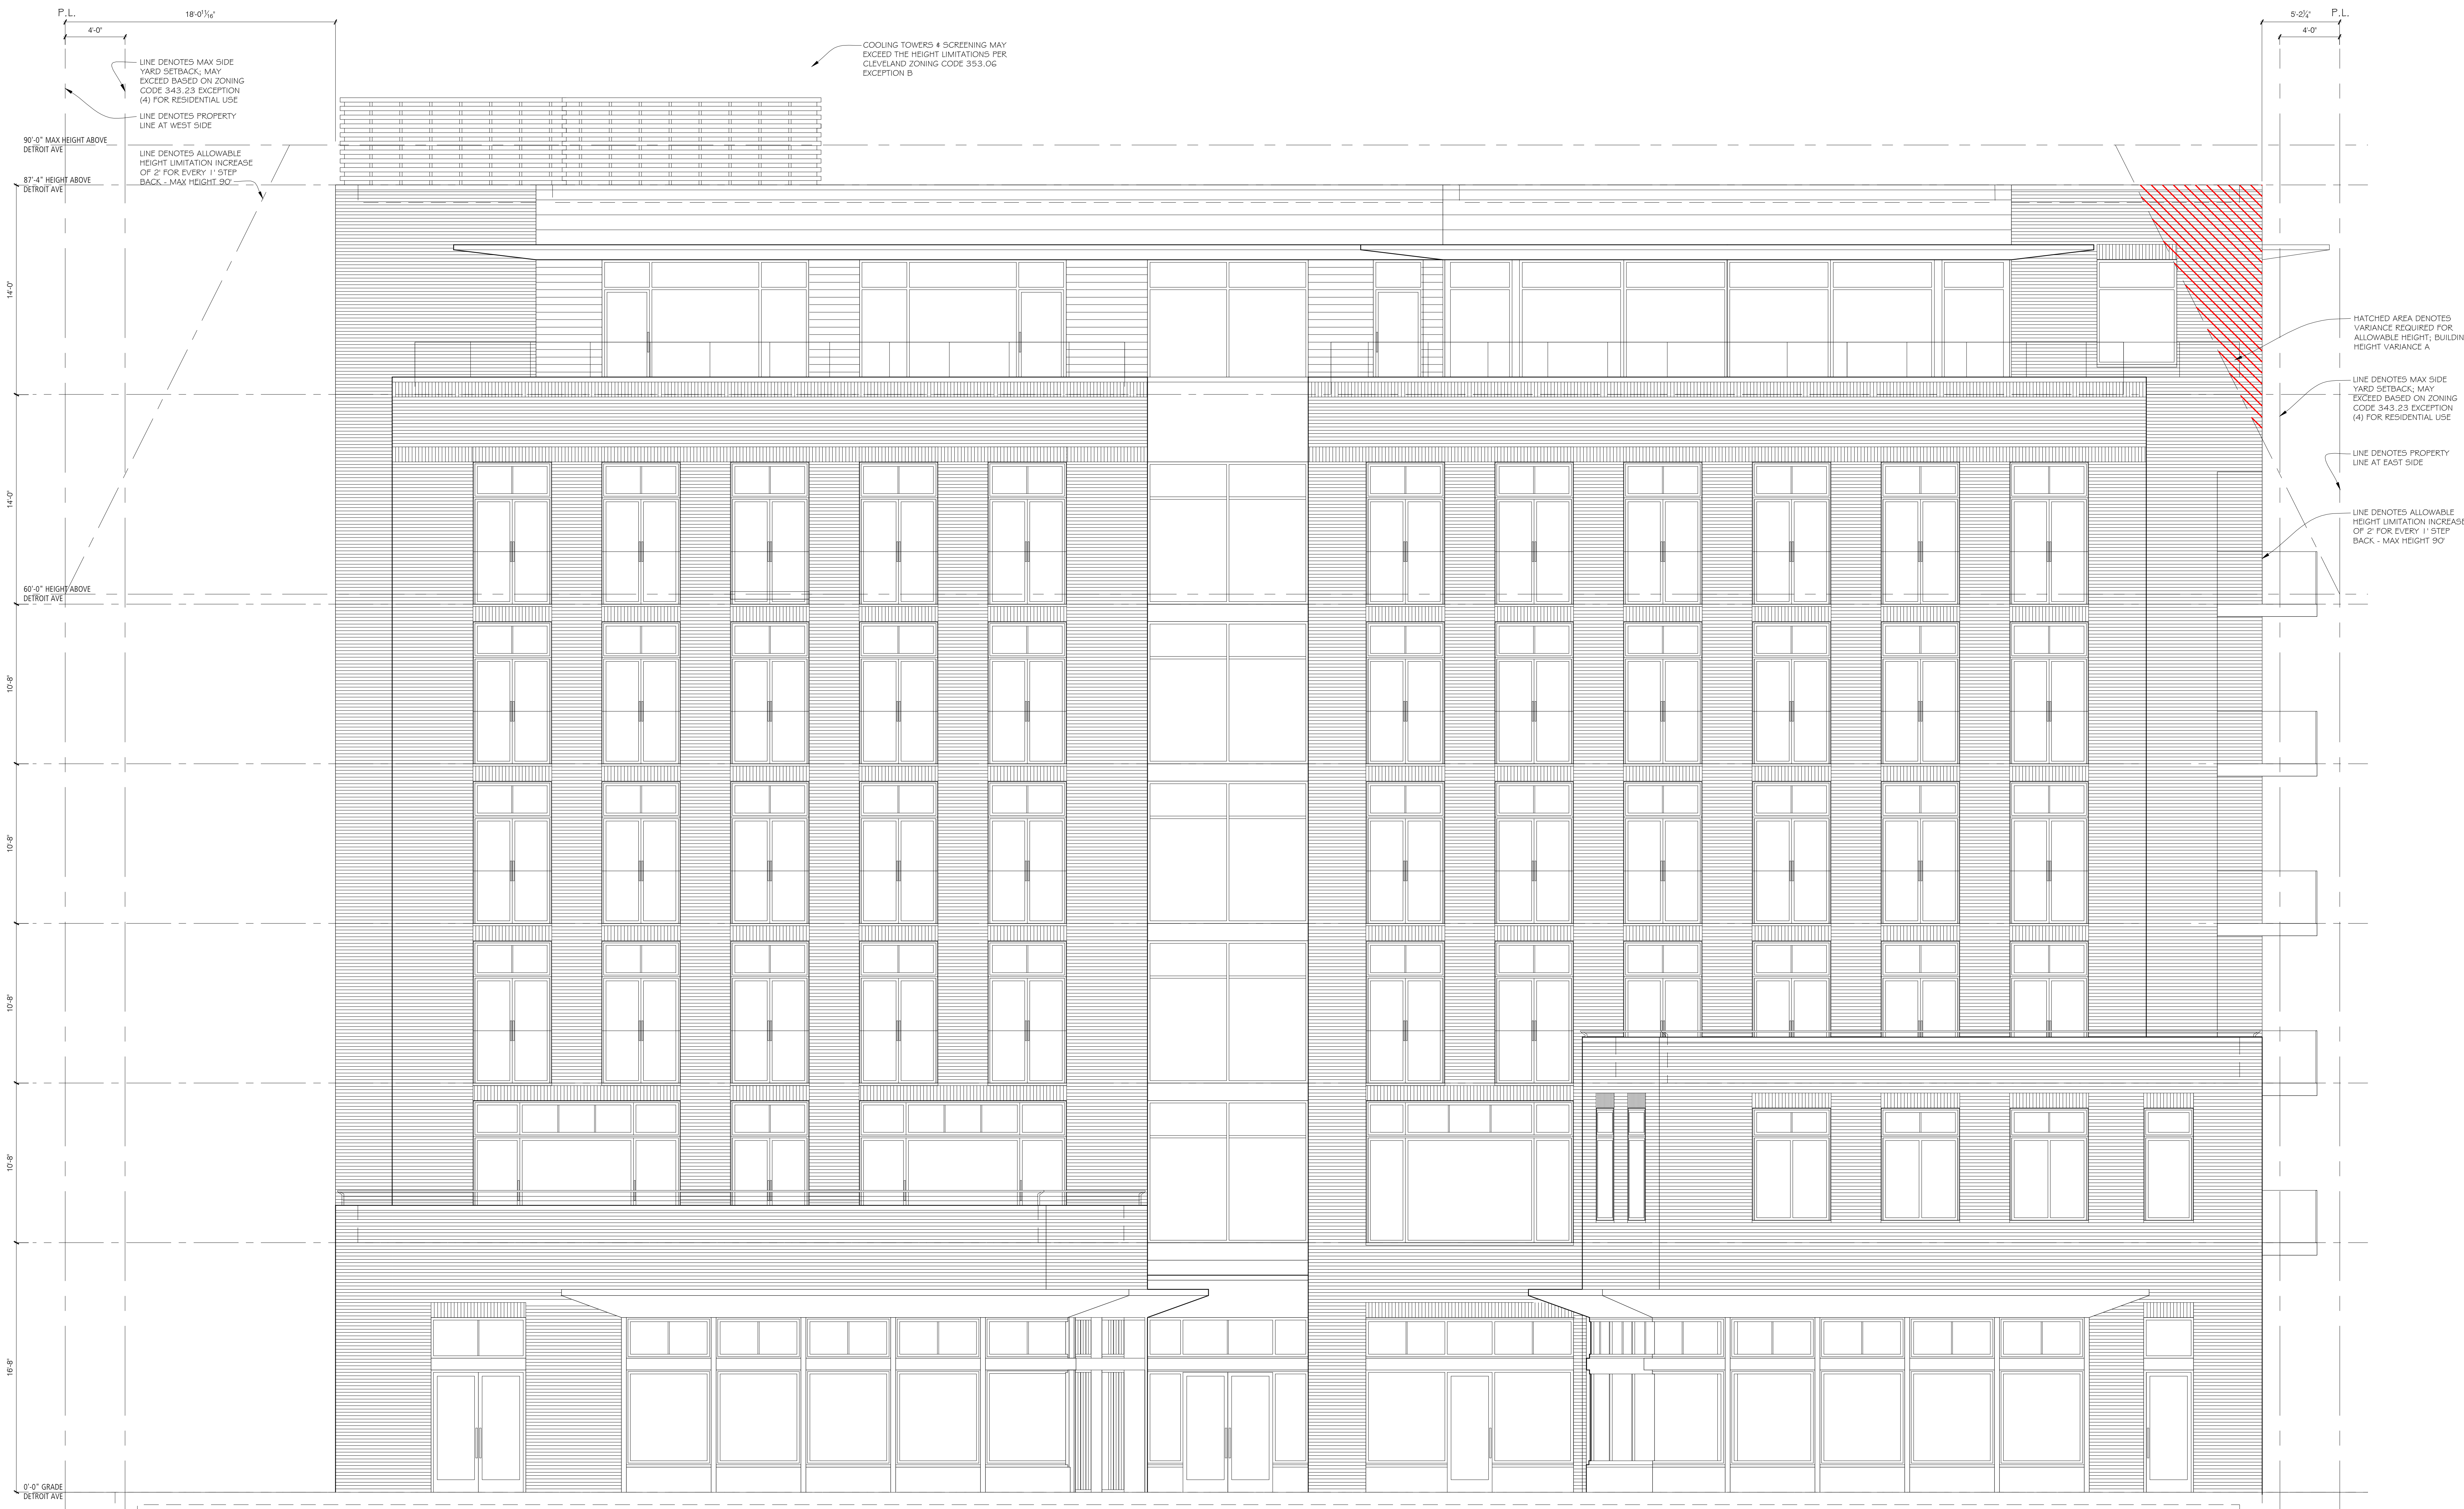 P.L.
18'-0 11/16"
4'-0"
LINE DENOTES MAX SIDE
YARD SETBACK; MAY
EXCEED BASED ON ZONING
CODE 343.23 EXCEPTION
(4) FOR RESIDENTIAL USE
LINE DENOTES PROPERTY
LINE AT WEST SIDE
90'-0" MAX HEIGHT ABOVE
DETROIT AVE
LINE DENOTES ALLOWABLE
HEIGHT LIMITATION INCREASE
OF 2' FOR EVERY 1' STEP
BACK - MAX HEIGHT 90'
87'-4" HEIGHT ABOVE
DETROIT AVE
COOLING TOWERS & SCREENING MAY
EXCEED THE HEIGHT LIMITATIONS PER
CLEVELAND ZONING CODE 353.06
EXCEPTION B
5'-2 1/4"
P.L.
4'-0"
14'-0"
HATCHED AREA DENOTES
VARIANCE REQUIRED FOR
ALLOWABLE HEIGHT; BUILDIN
HEIGHT VARIANCE A
LINE DENOTES MAX SIDE
YARD SETBACK; MAY
EXCEED BASED ON ZONING
CODE 343.23 EXCEPTION
(4) FOR RESIDENTIAL USE
LINE DENOTES PROPERTY
LINE AT EAST SIDE
14'-0"
LINE DENOTES ALLOWABLE
HEIGHT LIMITATION INCREASE
OF 2' FOR EVERY 1' STEP
BACK - MAX HEIGHT 90'
60'-0" HEIGHT ABOVE
DETROIT AVE
10'-8"
10'-8"
10'-8"
10'-8"
16'-8"
0'-0" GRADE
DETROIT AVE